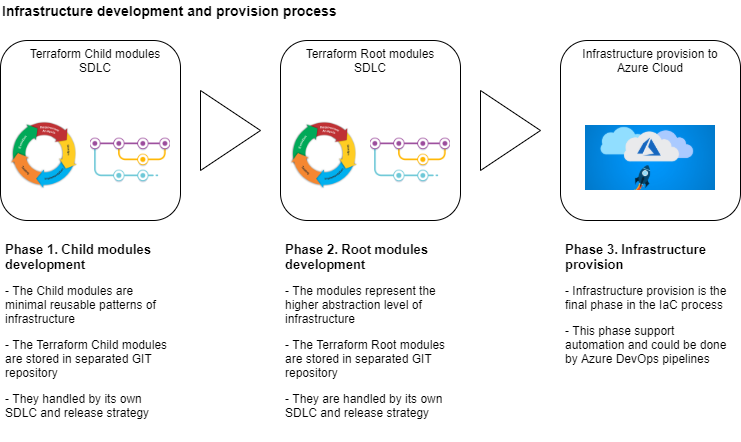 Infrastructure development and provision process
Terraform Child modules
SDLC
Terraform Root modules
SDLC
Infrastructure provision to
Azure Cloud
Phase 1. Child modules
development
- The Child modules are
minimal reusable patterns of
infrastructure
- The Terraform Child modules
are stored in separated GIT
repository
- They handled by its own
SDLC and release strategy
Phase 2. Root modules
development
- The modules represent the
higher abstraction level of
infrastructure
- The Terraform Root modules
are stored in separated GIT
repository
- They are handled by its own
SDLC and release strategy
Phase 3. Infrastructure
provision
- Infrastructure provision is the
final phase in the IaC process
- This phase support
automation and could be done
by Azure DevOps pipelines